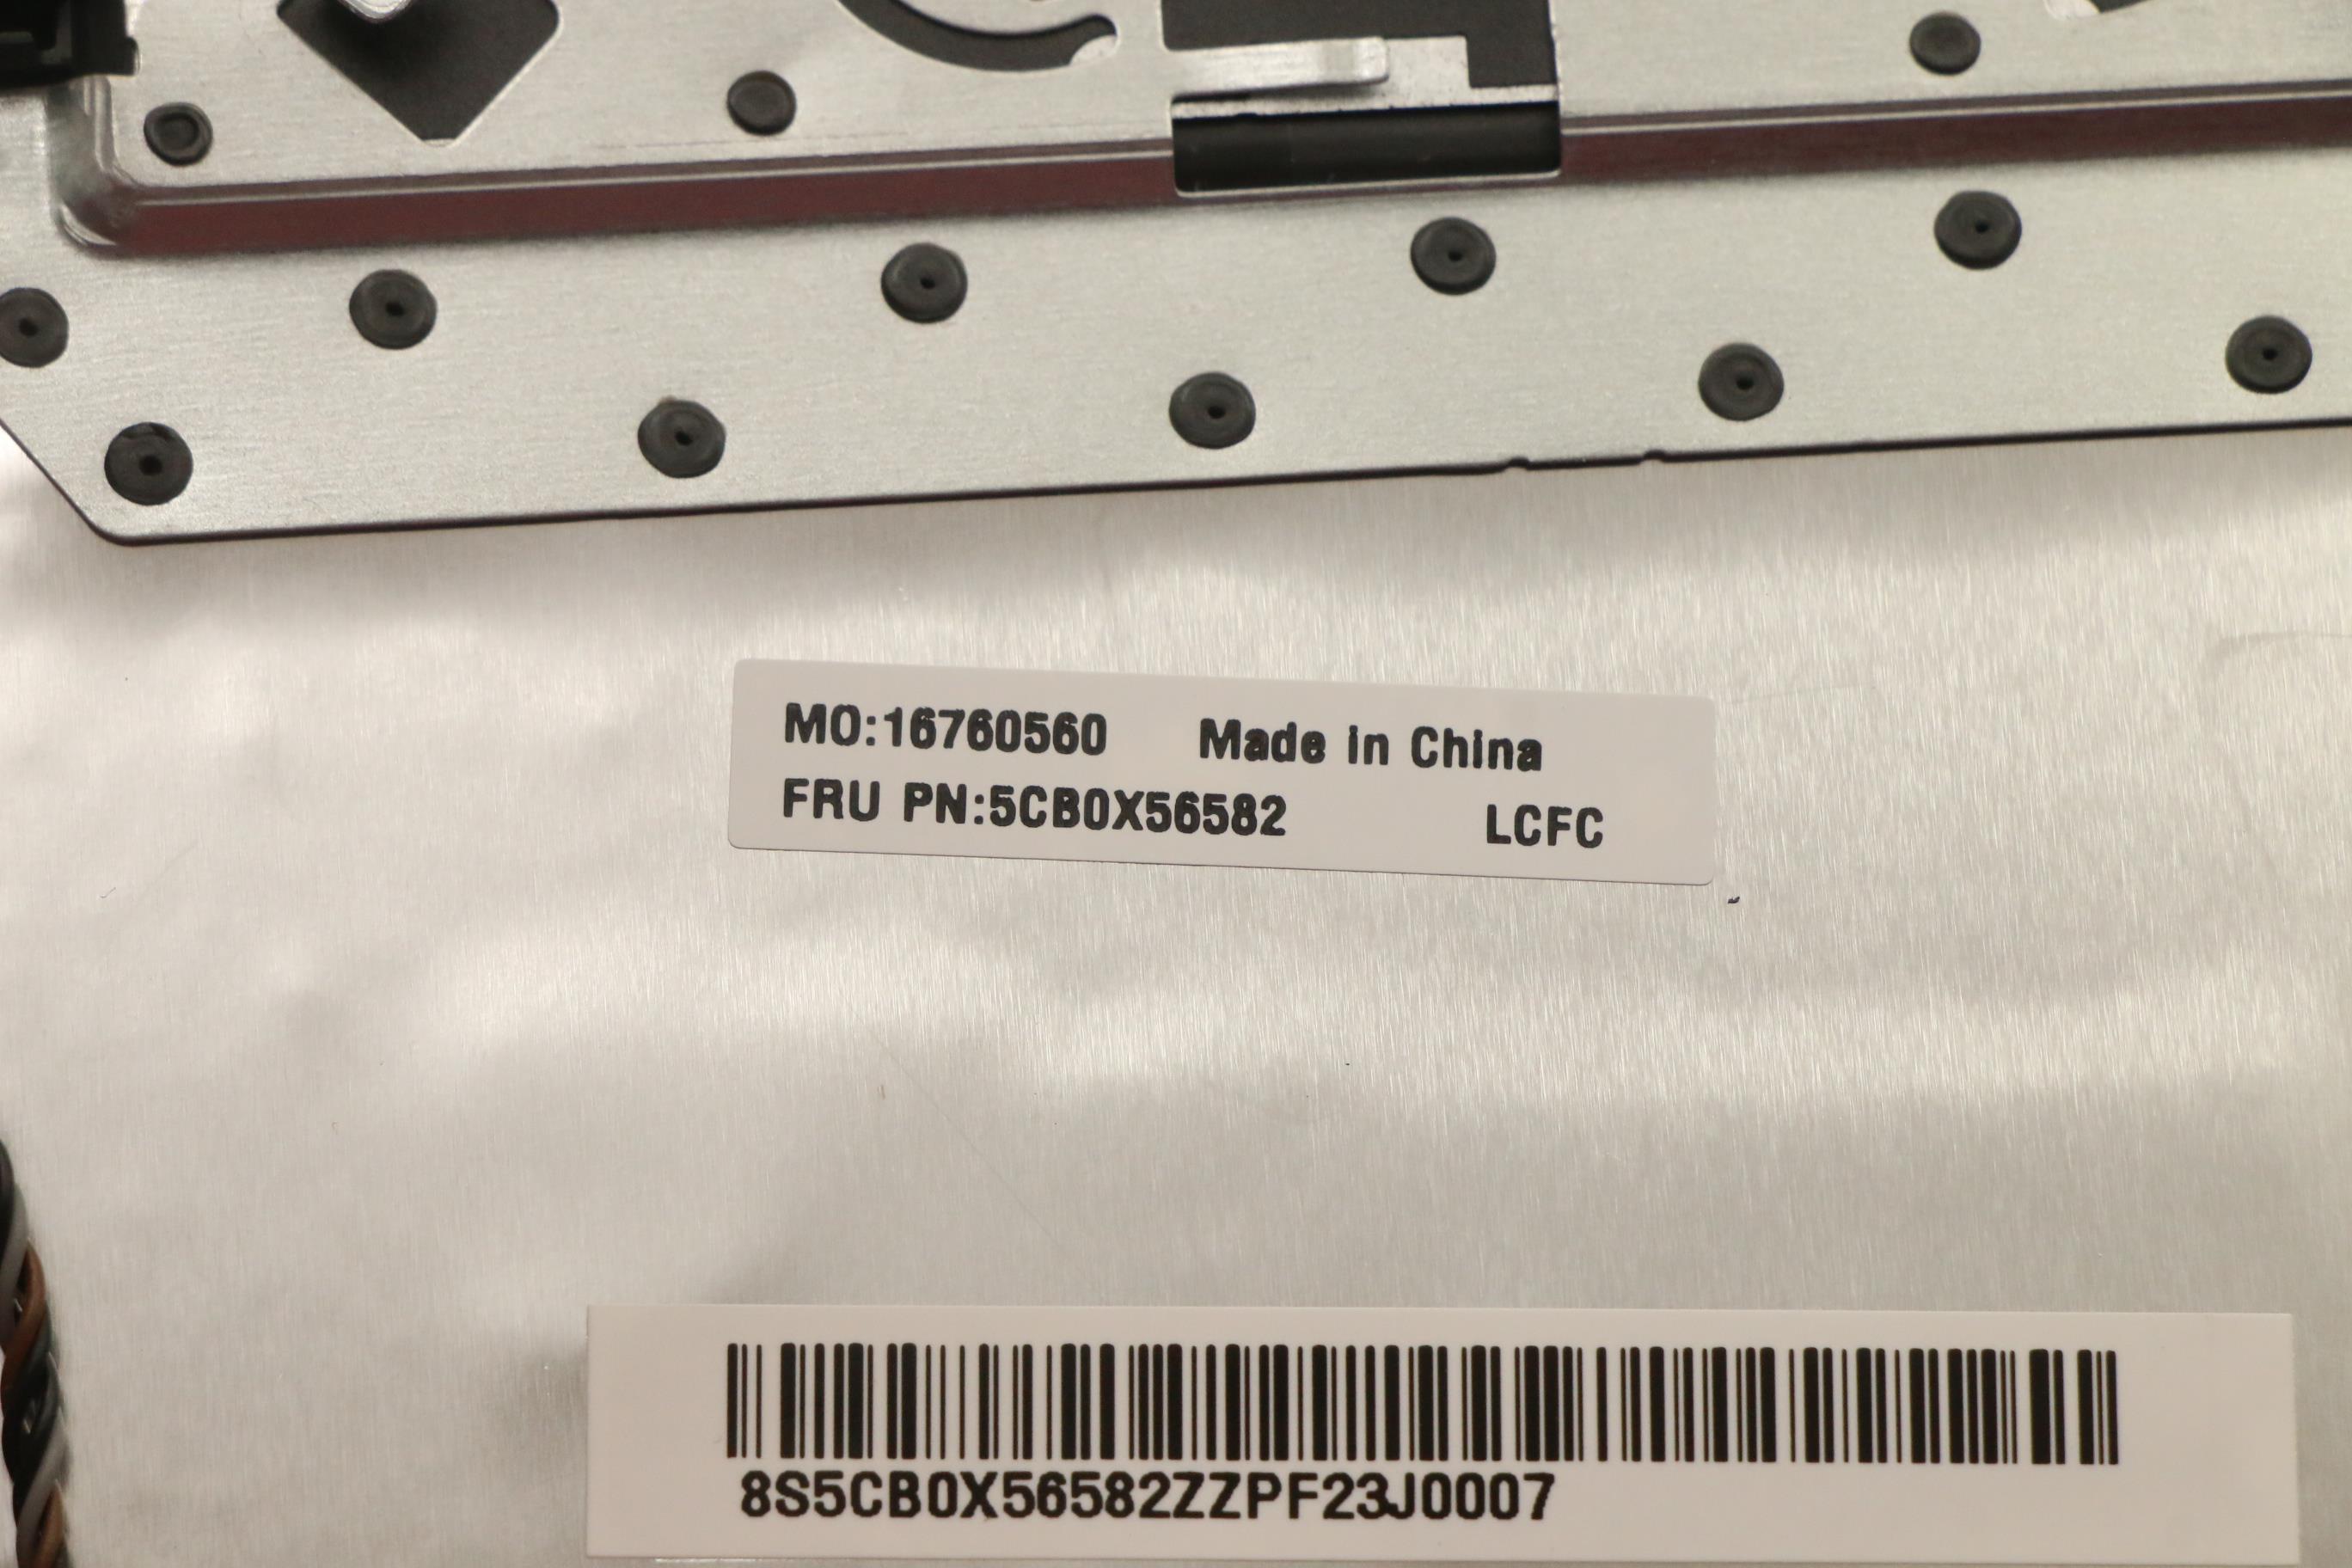 MO:16760560 Made in China
FRU PN:5CB0X56582 LCFC
8S5CB0X56582ZZPF23J0007